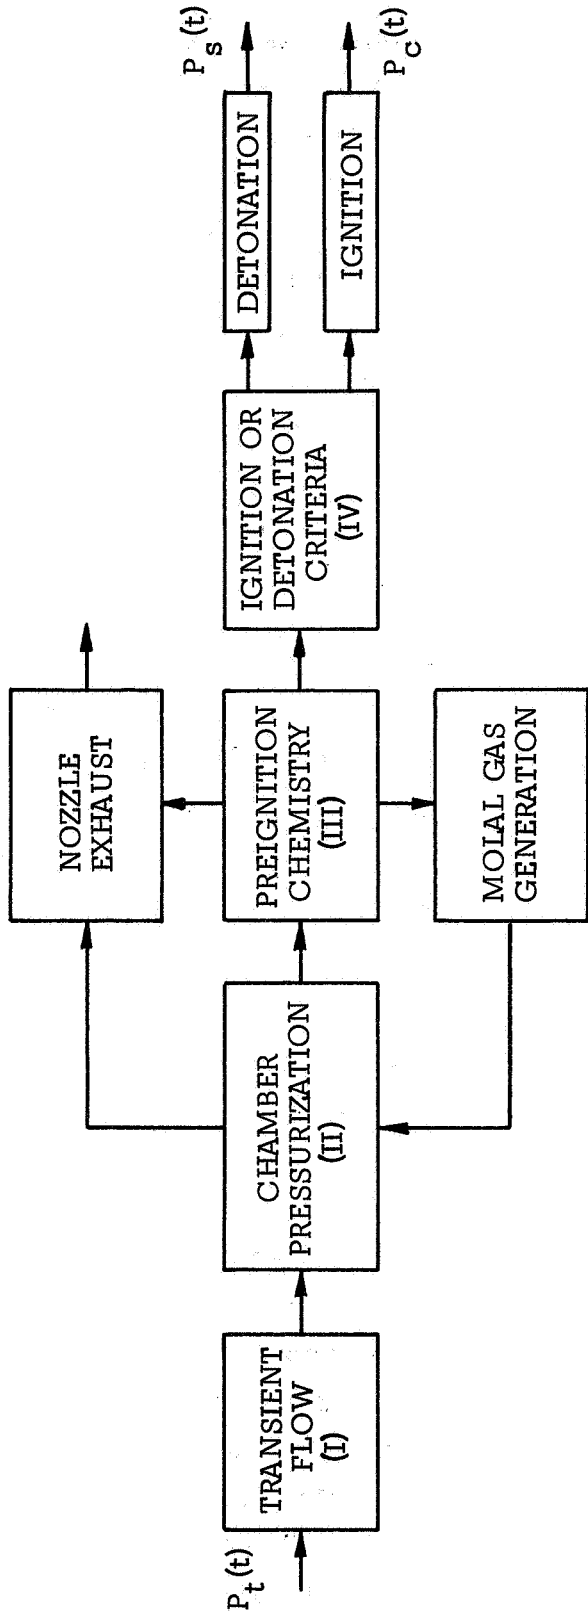 P_t(t)
TRANSIENT
FLOW
(I)
CHAMBER
PRESSURIZATION
(II)
NOZZLE
EXHAUST
PREIGNITION
CHEMISTRY
(III)
MOLAL GAS
GENERATION
IGNITION OR
DETONATION
CRITERIA
(IV)
DETONATION
P_s(t)
IGNITION
P_c(t)